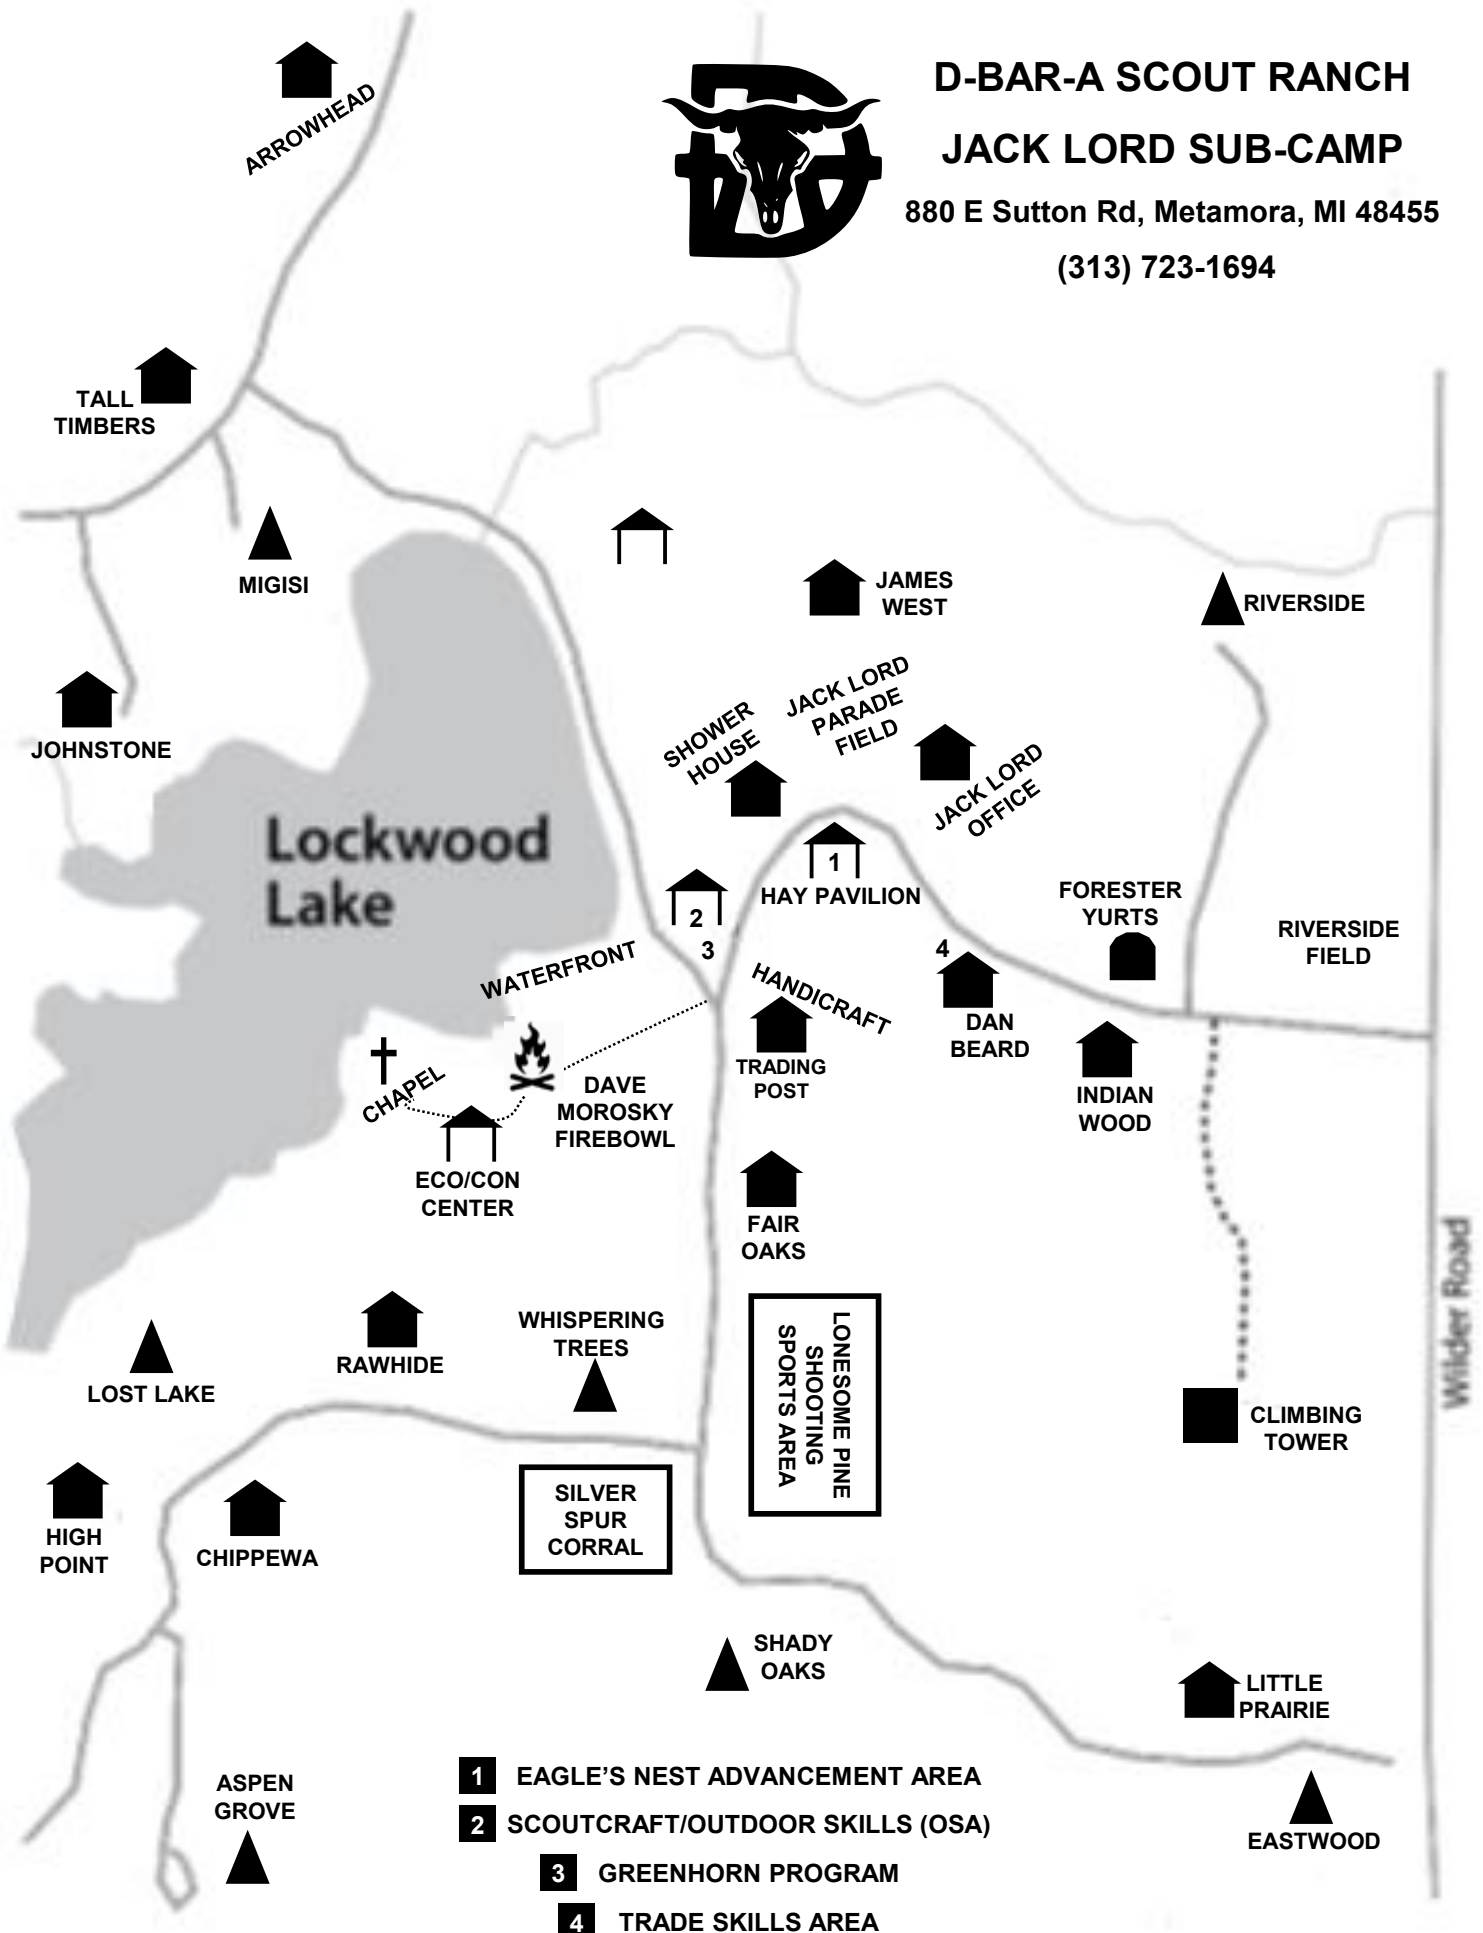 D-BAR-A SCOUT RANCH
JACK LORD SUB-CAMP
880 E Sutton Rd, Metamora, MI 48455
(313) 723-1694
ARROWHEAD
TALL
TIMBERS
MIGISI
JAMES
WEST
RIVERSIDE
JOHNSTONE
JACK LORD
PARADE
FIELD
SHOWER
HOUSE
JACK LORD
OFFICE
Lockwood
Lake
1
HAY PAVILION
2
3
FORESTER
YURTS
RIVERSIDE
FIELD
4
WATERFRONT
HANDICRAFT
DAN
BEARD
TRADING
POST
INDIAN
WOOD
CHAPEL
DAVE
MOROSKY
FIREBOWL
ECO/CON
CENTER
FAIR
OAKS
Wilder Road
LOST LAKE
RAWHIDE
WHISPERING
TREES
LONESOME PINE
SHOOTING
SPORTS AREA
CLIMBING
TOWER
HIGH
POINT
CHIPPEWA
SILVER
SPUR
CORRAL
SHADY
OAKS
LITTLE
PRAIRIE
ASPEN
GROVE
EASTWOOD
1 EAGLE’S NEST ADVANCEMENT AREA
2 SCOUTCRAFT/OUTDOOR SKILLS (OSA)
3 GREENHORN PROGRAM
4 TRADE SKILLS AREA